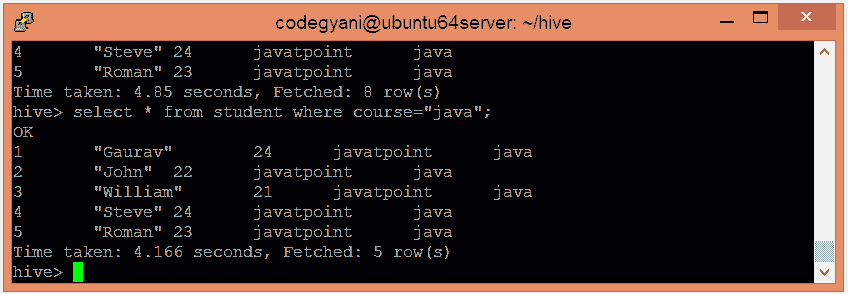 codegyani@ubuntu64server: ~/hive
4 "Steve" 24 javatpoint java
5 "Roman" 23 javatpoint java
Time taken: 4.85 seconds, Fetched: 8 row(s)
hive> select * from student where course="java";
OK
1 "Gaurav" 24 javatpoint java
2 "John" 22 javatpoint java
3 "William" 21 javatpoint java
4 "Steve" 24 javatpoint java
5 "Roman" 23 javatpoint java
Time taken: 4.166 seconds, Fetched: 5 row(s)
hive>